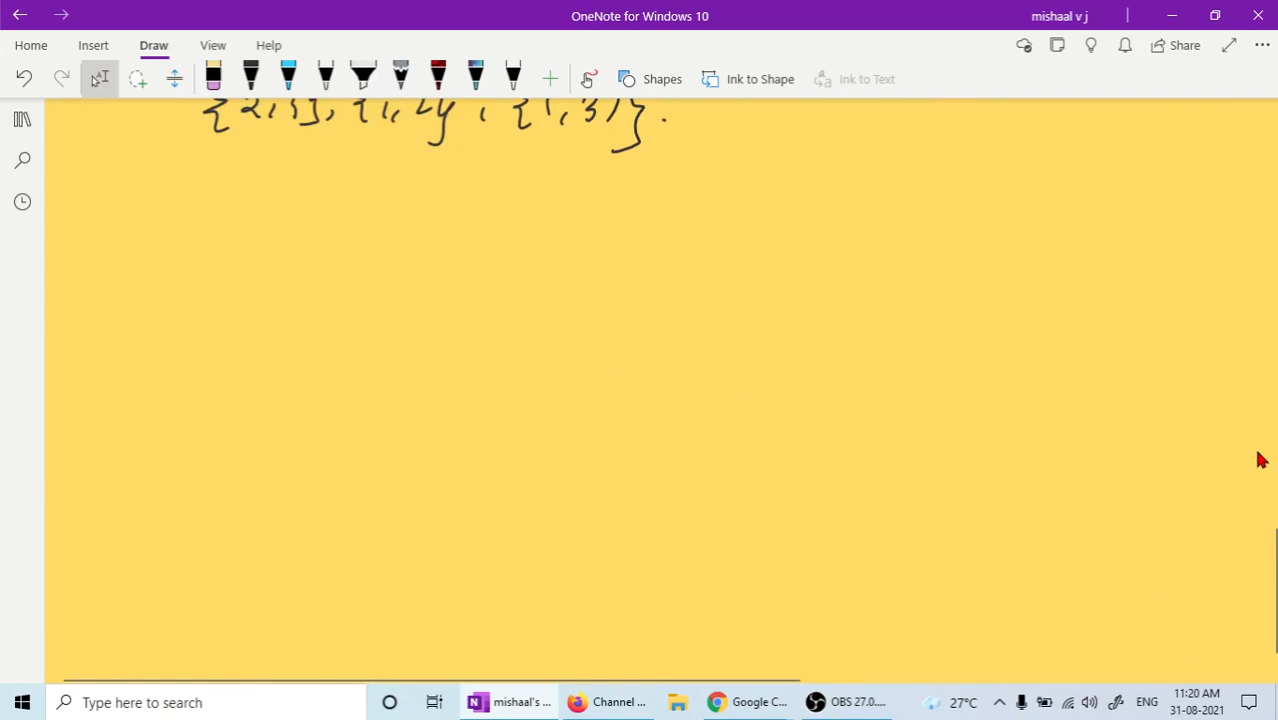 OneNote for Windows 10
mishaal v j
Home Insert Draw View Help
Share
Shapes
Ink to Shape
Ink to Text
{1, 2}, {1, 3}}.
Type here to search
mishaal's ...
Channel ...
Google C...
OBS 27.0....
27°C
ENG
11:20 AM
31-08-2021